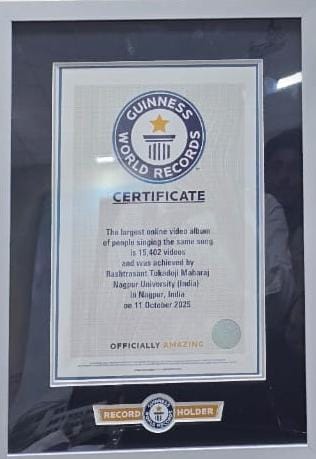 GUINNESS
WORLD RECORDS
CERTIFICATE
The largest online video album
of people singing the same song
is 15,402 videos
and was achieved by
Rashtrasant Tukadoji Maharaj
Nagpur University (India)
in Nagpur, India
on 11 October 2025
OFFICIALLY AMAZING
RECORD HOLDER